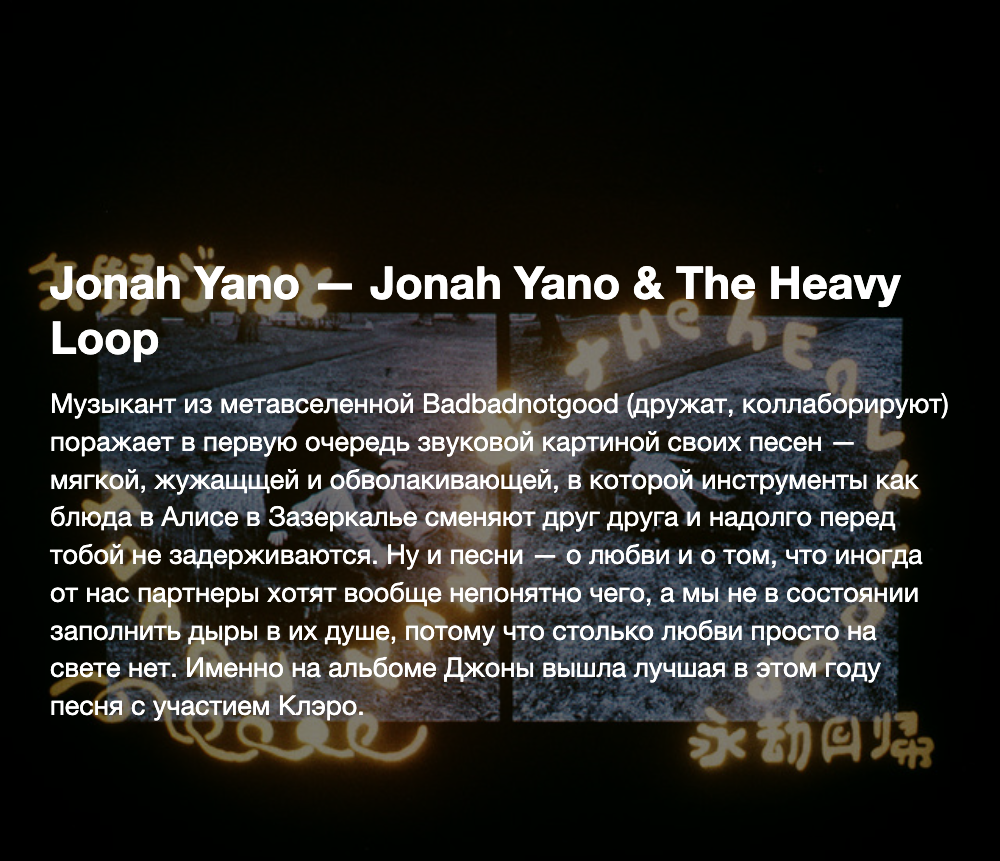 Jonah Yano — Jonah Yano & The Heavy
Loop
Музыкант из метавселенной Badbadnotgood (дружат, коллаборируют)
поражает в первую очередь звуковой картиной своих песен —
мягкой, жужащщей и обволакивающей, в которой инструменты как
блюда в Алисе в Зазеркалье сменяют друг друга и надолго перед
тобой не задерживаются. Ну и песни — о любви и о том, что иногда
от нас партнеры хотят вообще непонятно чего, а мы не в состоянии
заполнить дыры в их душе, потому что столько любви просто на
свете нет. Именно на альбоме Джоны вышла лучшая в этом году
песня с участием Клэро.
永劫回帰